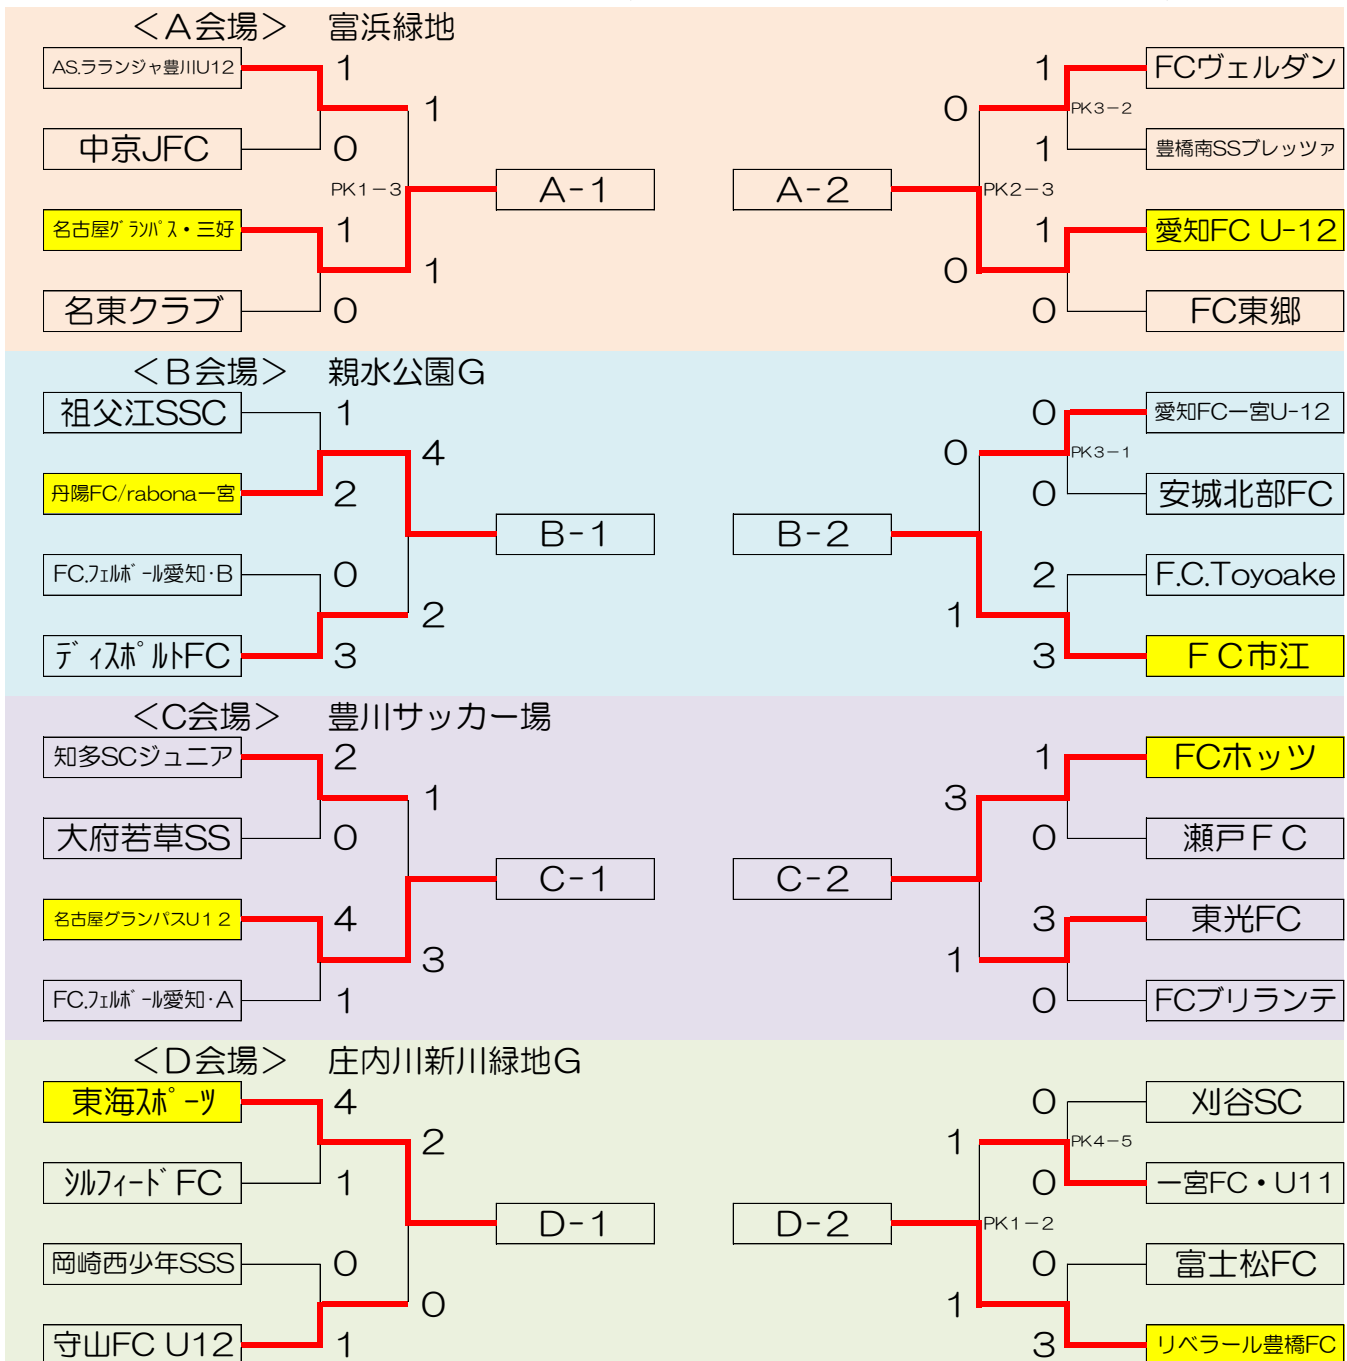 ＜A会場＞　富浜緑地
AS.ラランジャ豊川U12 1
1 FCヴェルダン
1
0 PK3-2
中京JFC 0
1 豊橋南SSブレッツァ
PK1-3 A-1
A-2 PK2-3
名古屋グランパス・三好 1
1 愛知FC U-12
1
0
名東クラブ 0
0 FC東郷
＜B会場＞　親水公園G
祖父江SSC 1
0 愛知FC一宮U-12
4
0 PK3-1
丹陽FC/rabona一宮 2
0 安城北部FC
B-1
B-2
FC.フェルボール愛知･B 0
2 F.C.Toyoake
2
1
ディスポルトFC 3
3 ＦＣ市江
＜C会場＞　豊川サッカー場
知多SCジュニア 2
1 FCホッツ
1
3
大府若草SS 0
0 瀬戸ＦＣ
C-1
C-2
名古屋グランパスU12 4
3 東光FC
3
1
FC.フェルボール愛知･A 1
0 FCブリランテ
＜D会場＞　庄内川新川緑地G
東海スポーツ 4
0 刈谷SC
2
1 PK4-5
シルフィードFC 1
0 一宮FC・U11
D-1
D-2 PK1-2
岡崎西少年SSS 0
0 富士松FC
0
1
守山FC U12 1
3 リベラール豊橋FC